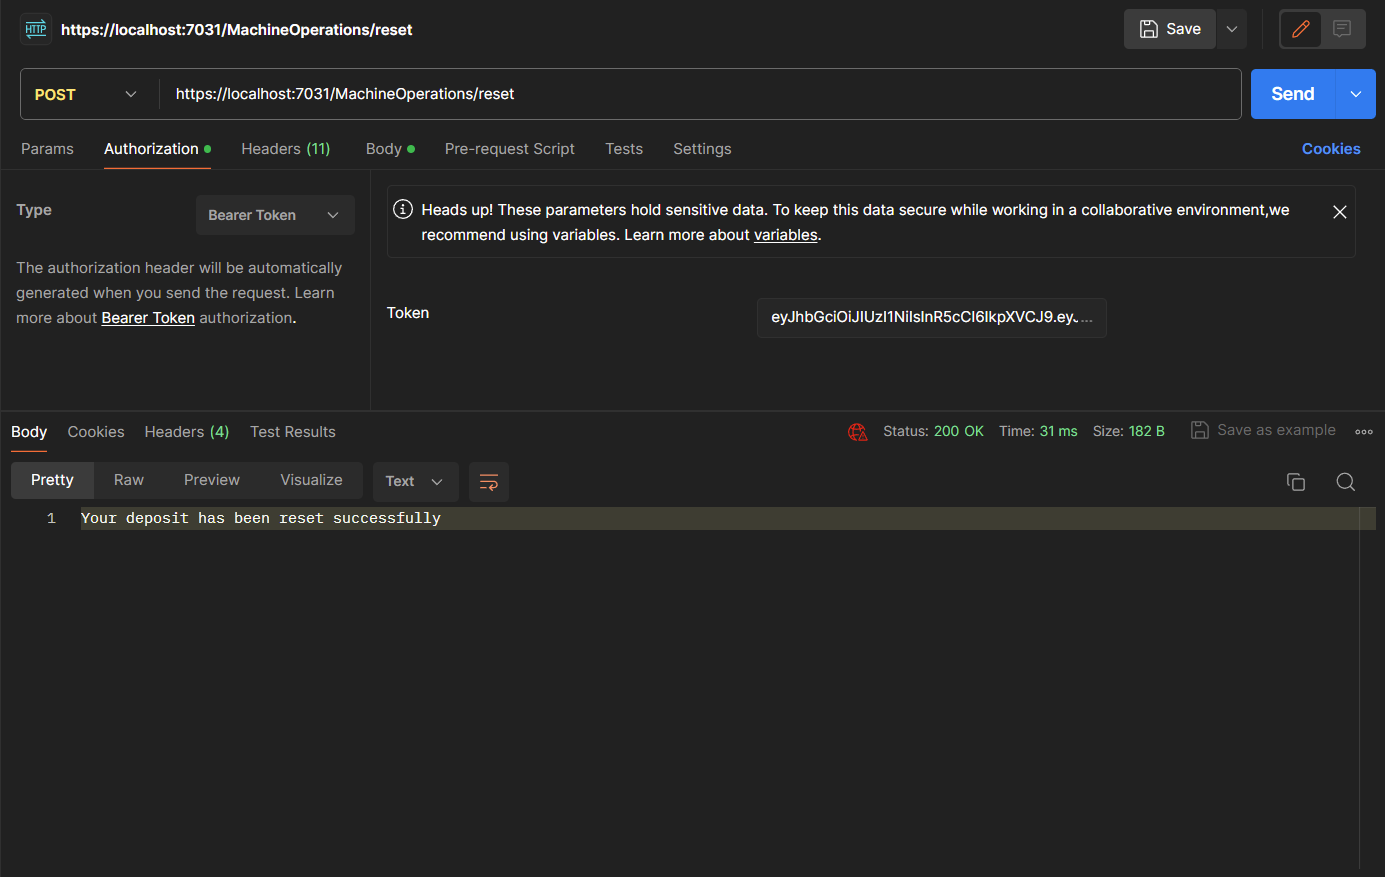 HTTP https://localhost:7031/MachineOperations/reset Save
POST https://localhost:7031/MachineOperations/reset Send
Params Authorization Headers (11) Body Pre-request Script Tests Settings Cookies
Type Bearer Token
The authorization header will be automatically
generated when you send the request. Learn
more about Bearer Token authorization.
Heads up! These parameters hold sensitive data. To keep this data secure while working in a collaborative environment,we
recommend using variables. Learn more about variables.
Token eyJhbGciOiJIUzI1NiIsInR5cCI6IkpXVCJ9.eyJ...
Body Cookies Headers (4) Test Results Status: 200 OK Time: 31 ms Size: 182 B Save as example
Pretty Raw Preview Visualize Text
1 Your deposit has been reset successfully